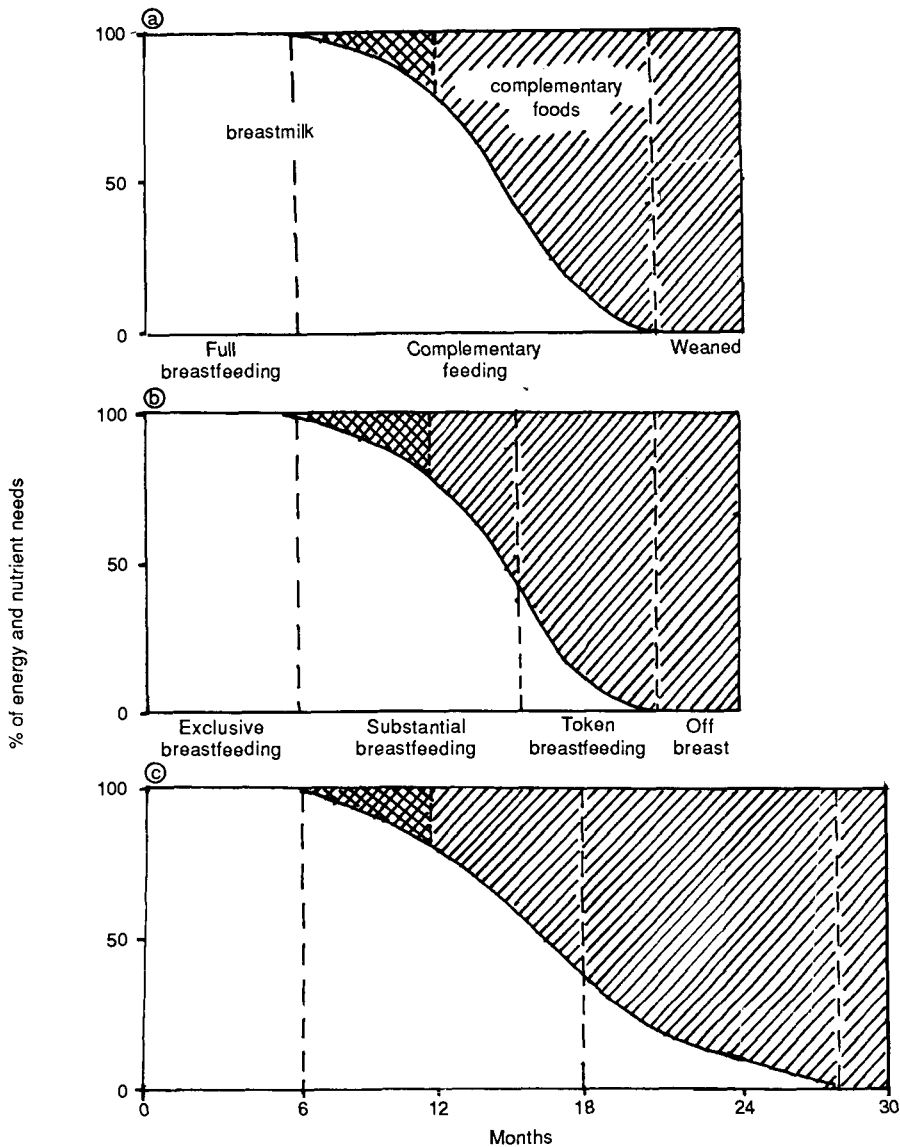 ⓐ
100
complementary
foods
breastmilk
50
0
Full
breastfeeding
Complementary
feeding
Weaned
ⓑ
100
50
0
Exclusive
breastfeeding
Substantial
breastfeeding
Token
breastfeeding
Off
breast
% of energy and nutrient needs
ⓒ
100
50
0
0 6 12 18 24 30
Months